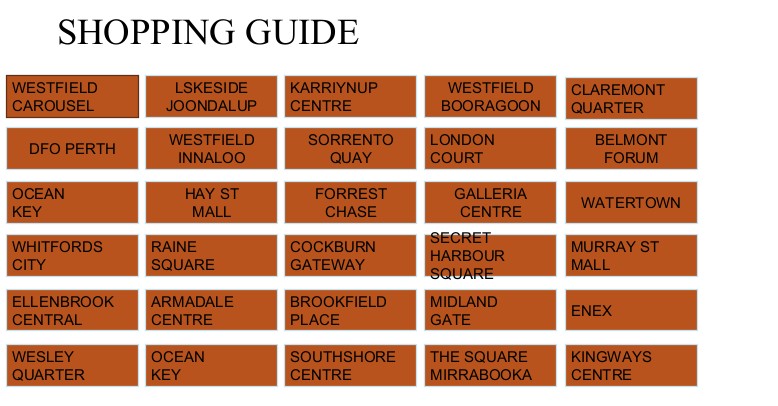 SHOPPING GUIDE
WESTFIELD
CAROUSEL
LSKESIDE
JOONDALUP
KARRIYNUP
CENTRE
WESTFIELD
BOORAGOON
CLAREMONT
QUARTER
DFO PERTH
WESTFIELD
INNALOO
SORRENTO
QUAY
LONDON
COURT
BELMONT
FORUM
OCEAN
KEY
HAY ST
MALL
FORREST
CHASE
GALLERIA
CENTRE
WATERTOWN
WHITFORDS
CITY
RAINE
SQUARE
COCKBURN
GATEWAY
SECRET
HARBOUR
SQUARE
MURRAY ST
MALL
ELLENBROOK
CENTRAL
ARMADALE
CENTRE
BROOKFIELD
PLACE
MIDLAND
GATE
ENEX
WESLEY
QUARTER
OCEAN
KEY
SOUTHSHORE
CENTRE
THE SQUARE
MIRRABOOKA
KINGWAYS
CENTRE